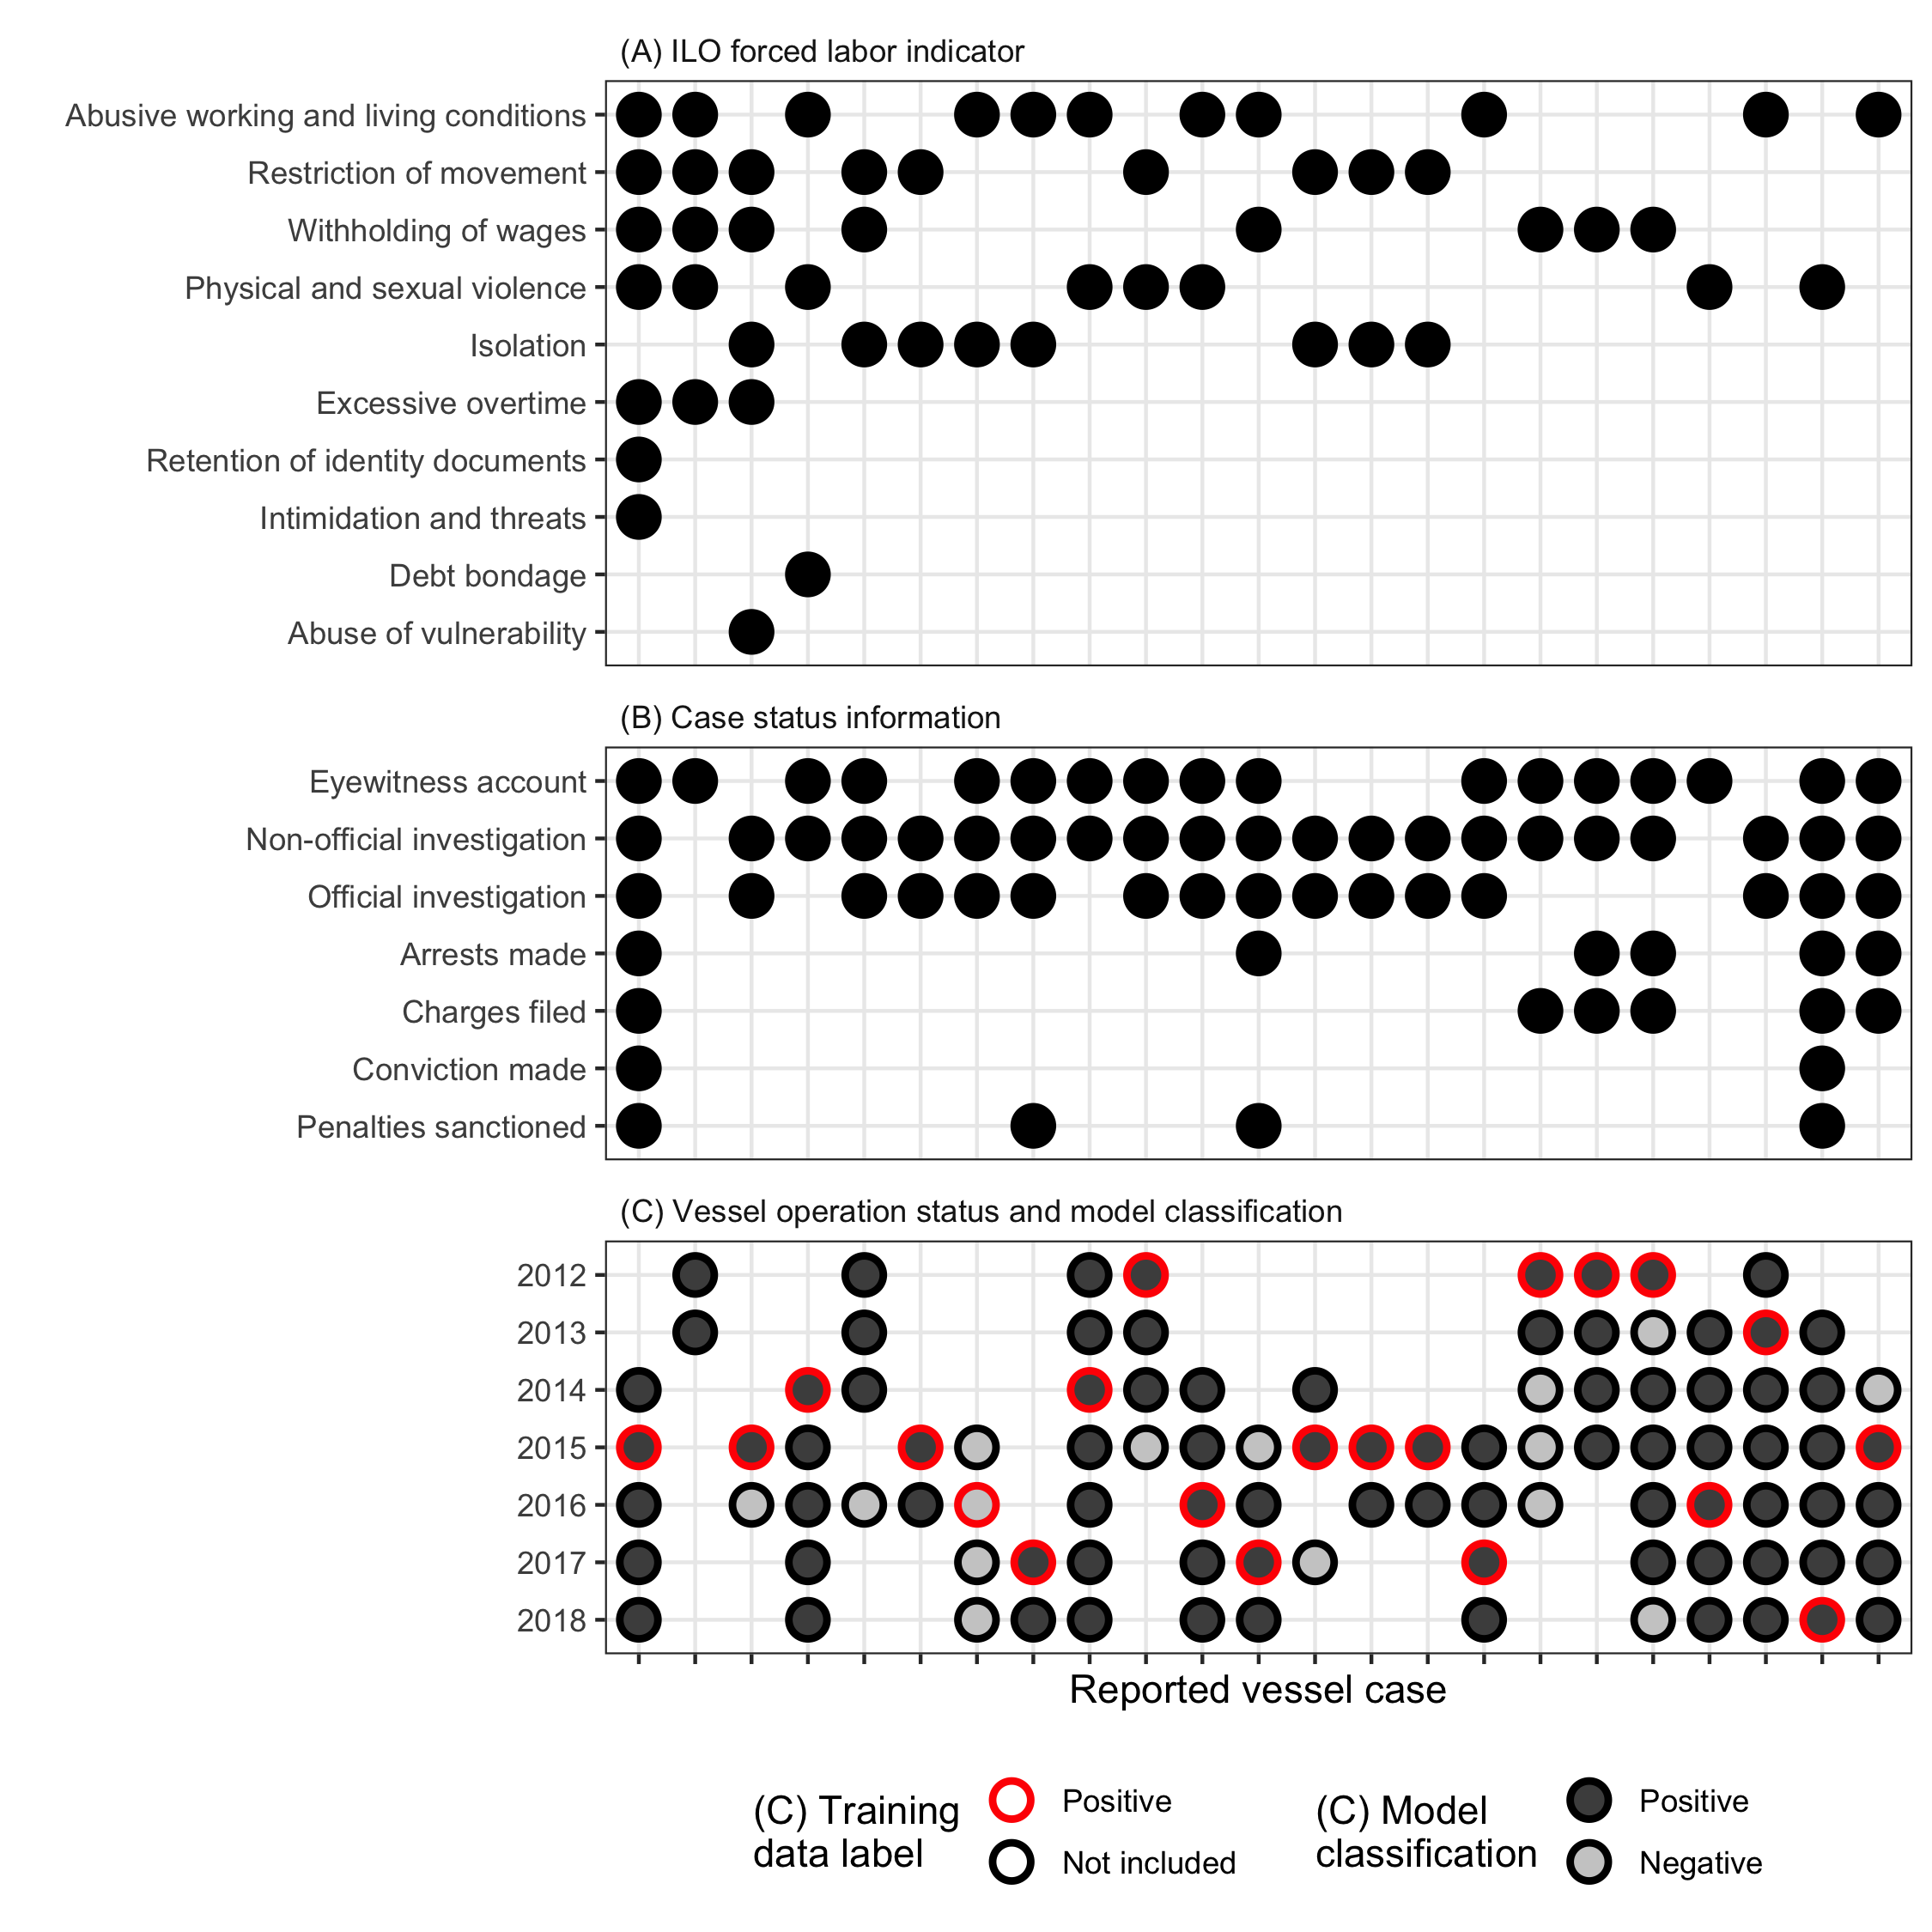 (A) ILO forced labor indicator
Abusive working and living conditions
Restriction of movement
Withholding of wages
Physical and sexual violence
Isolation
Excessive overtime
Retention of identity documents
Intimidation and threats
Debt bondage
Abuse of vulnerability
(B) Case status information
Eyewitness account
Non-official investigation
Official investigation
Arrests made
Charges filed
Conviction made
Penalties sanctioned
(C) Vessel operation status and model classification
2012
2013
2014
2015
2016
2017
2018
Reported vessel case
(C) Training
data label
Positive
Not included
(C) Model
classification
Positive
Negative